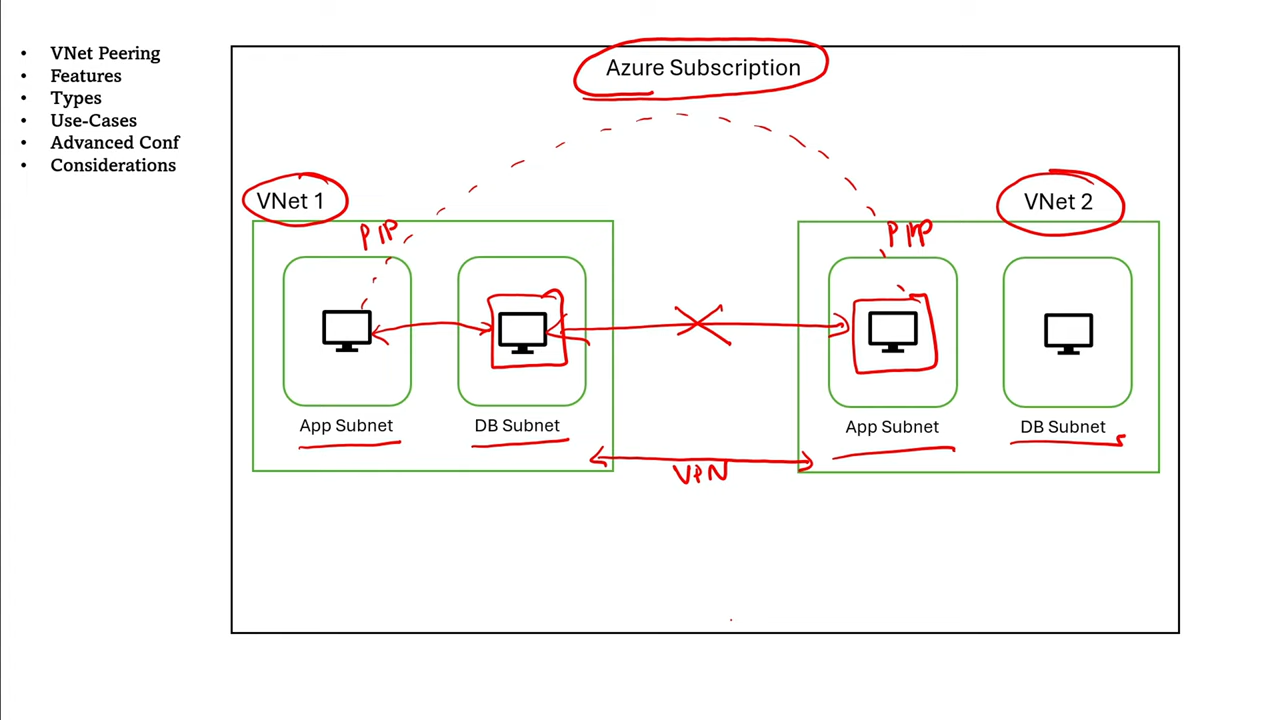 • VNet Peering
• Features
• Types
• Use-Cases
• Advanced Conf
• Considerations
Azure Subscription
VNet 1
VNet 2
PIP
App Subnet
DB Subnet
App Subnet
DB Subnet
VPN